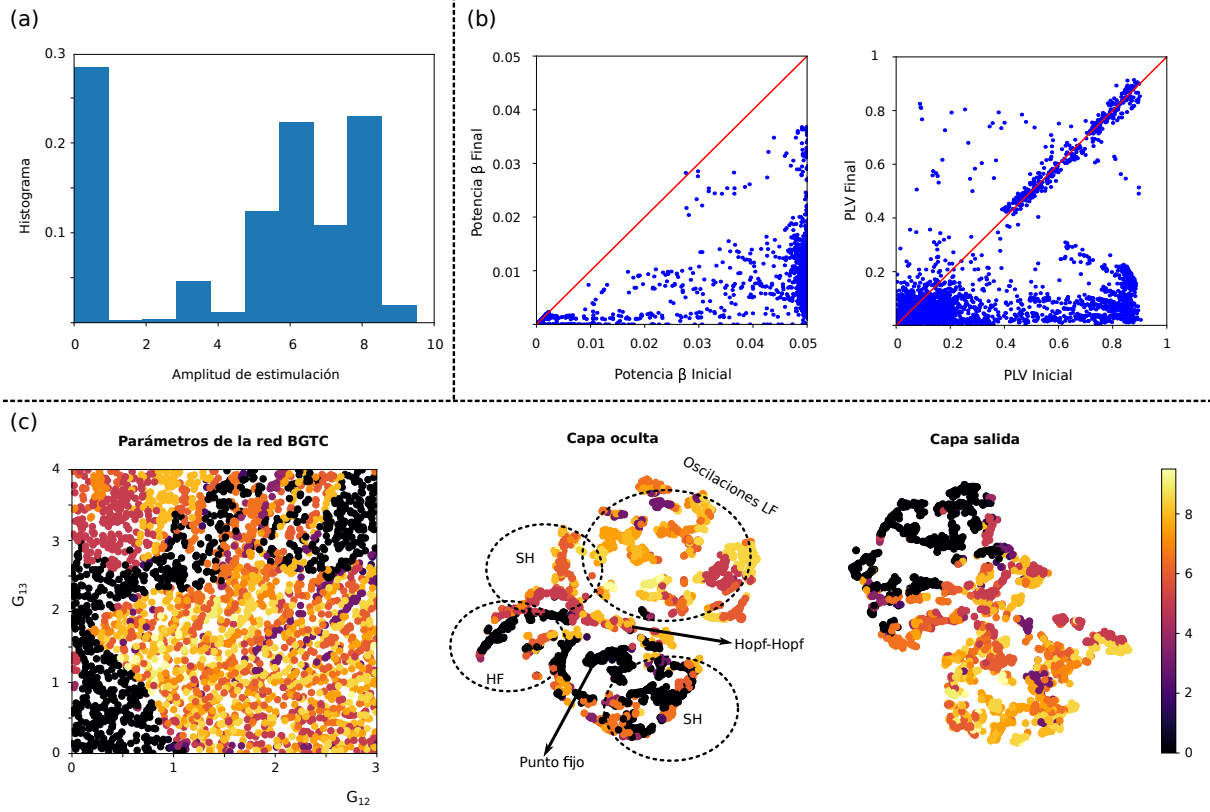 (a)
0.3
0.2
0.1
0
2
4
6
8
10
Histograma
Amplitud de estimulación
(b)
0.05
0.04
0.03
0.02
0.01
0
0.01
0.02
0.03
0.04
0.05
Potencia β Final
Potencia β Inicial
1
0.8
0.6
0.4
0.2
0
0.2
0.4
0.6
0.8
1
PLV Final
PLV Inicial
(c)
Parámetros de la red BGTC
4
3
2
1
0
0
1
2
3
G13
G12
Capa oculta
Oscilaciones LF
SH
HF
Hopf-Hopf
SH
Punto fijo
Capa salida
8
6
4
2
0